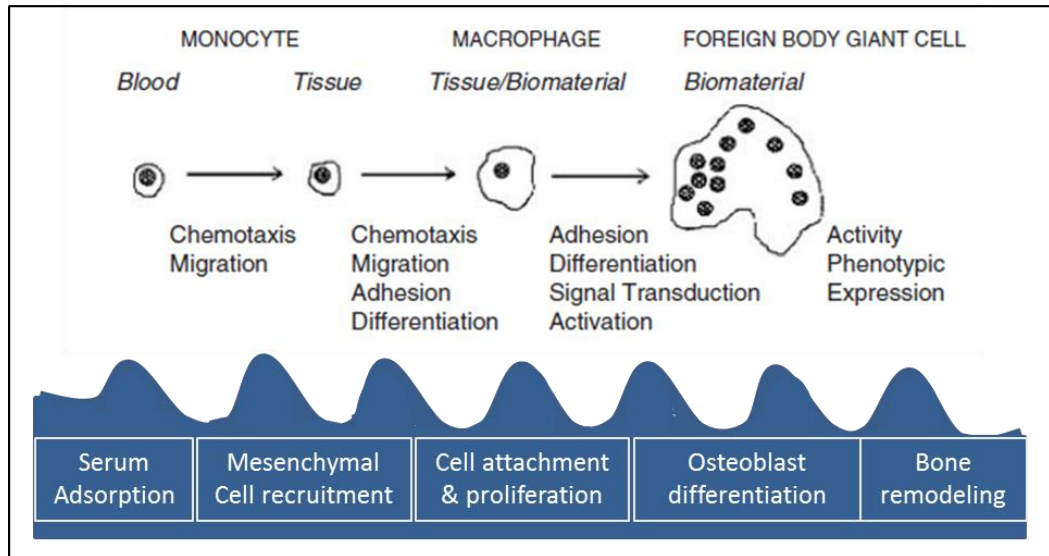 MONOCYTE MACROPHAGE FOREIGN BODY GIANT CELL
Blood Tissue Tissue/Biomaterial Biomaterial
Chemotaxis
Migration
Chemotaxis
Migration
Adhesion
Differentiation
Adhesion
Differentiation
Signal Transduction
Activation
Activity
Phenotypic
Expression
Serum
Adsorption
Mesenchymal
Cell recruitment
Cell attachment
& proliferation
Osteoblast
differentiation
Bone
remodeling